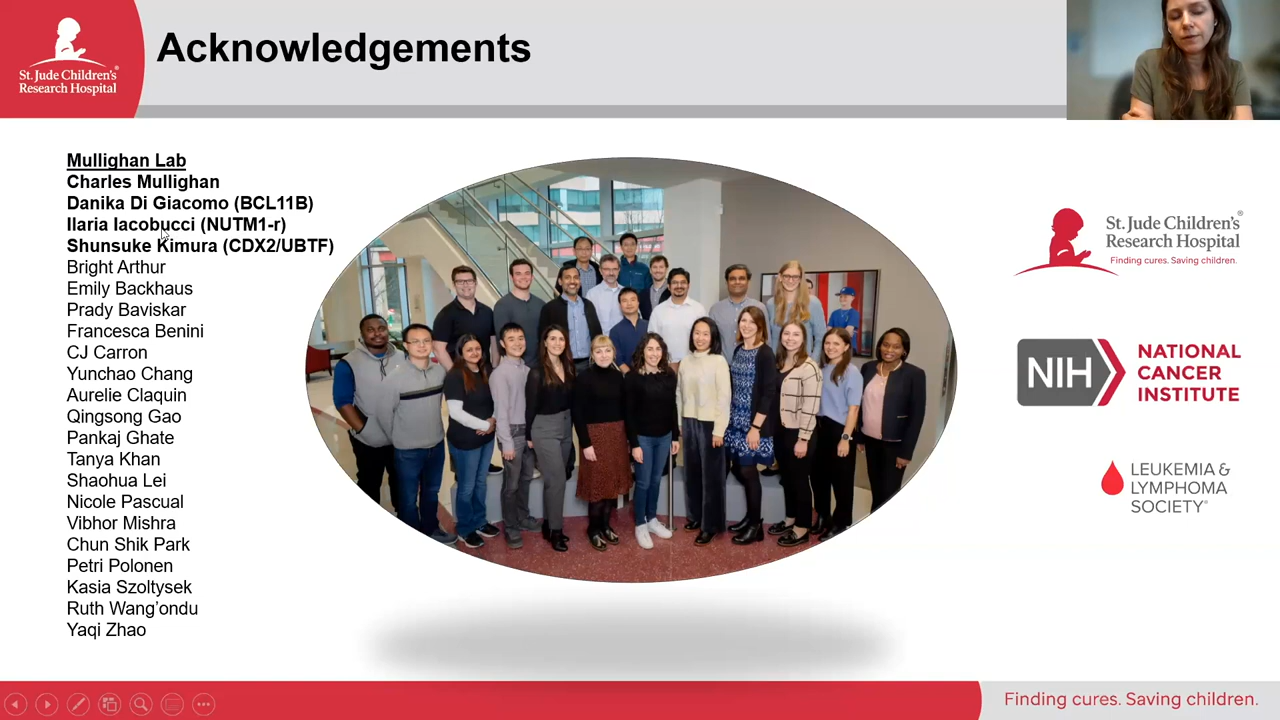 St. Jude Children's
Research Hospital
Acknowledgements
Mullighan Lab
Charles Mullighan
Danika Di Giacomo (BCL11B)
Ilaria Iacobucci (NUTM1-r)
Shunsuke Kimura (CDX2/UBTF)
Bright Arthur
Emily Backhaus
Prady Baviskar
Francesca Benini
CJ Carron
Yunchao Chang
Aurelie Claquin
Qingsong Gao
Pankaj Ghate
Tanya Khan
Shaohua Lei
Nicole Pascual
Vibhor Mishra
Chun Shik Park
Petri Polonen
Kasia Szoltysek
Ruth Wang’ondu
Yaqi Zhao
St. Jude Children's®
Research Hospital
Finding cures. Saving children.
NIH
NATIONAL
CANCER
INSTITUTE
LEUKEMIA &
LYMPHOMA
SOCIETY®
Finding cures. Saving children.